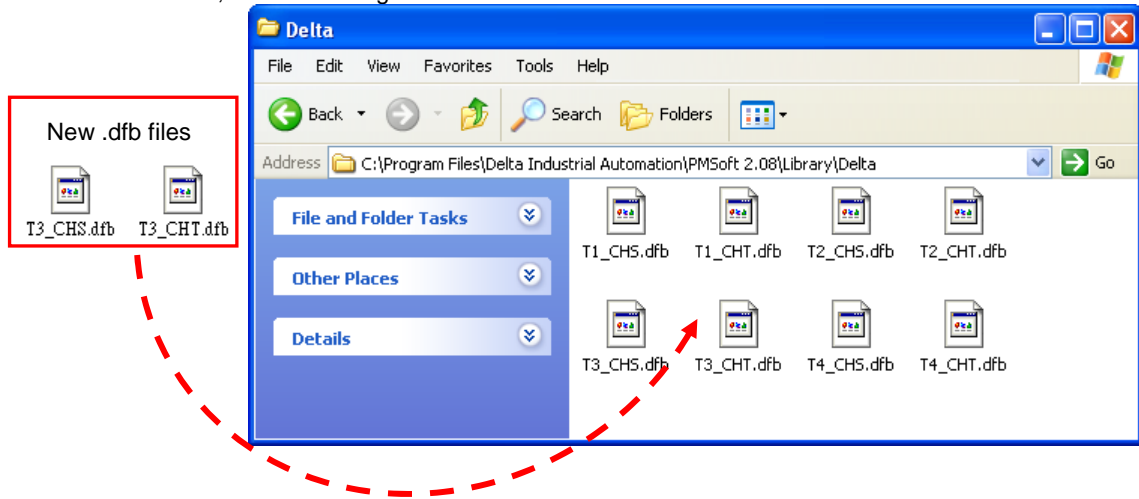 Delta
File Edit View Favorites Tools Help
Back Search Folders
Address C:\Program Files\Delta Industrial Automation\PMSoft 2.08\Library\Delta Go
New .dfb files
T3_CHS.dfb T3_CHT.dfb
File and Folder Tasks
Other Places
Details
T1_CHS.dfb T1_CHT.dfb T2_CHS.dfb T2_CHT.dfb
T3_CHS.dfb T3_CHT.dfb T4_CHS.dfb T4_CHT.dfb